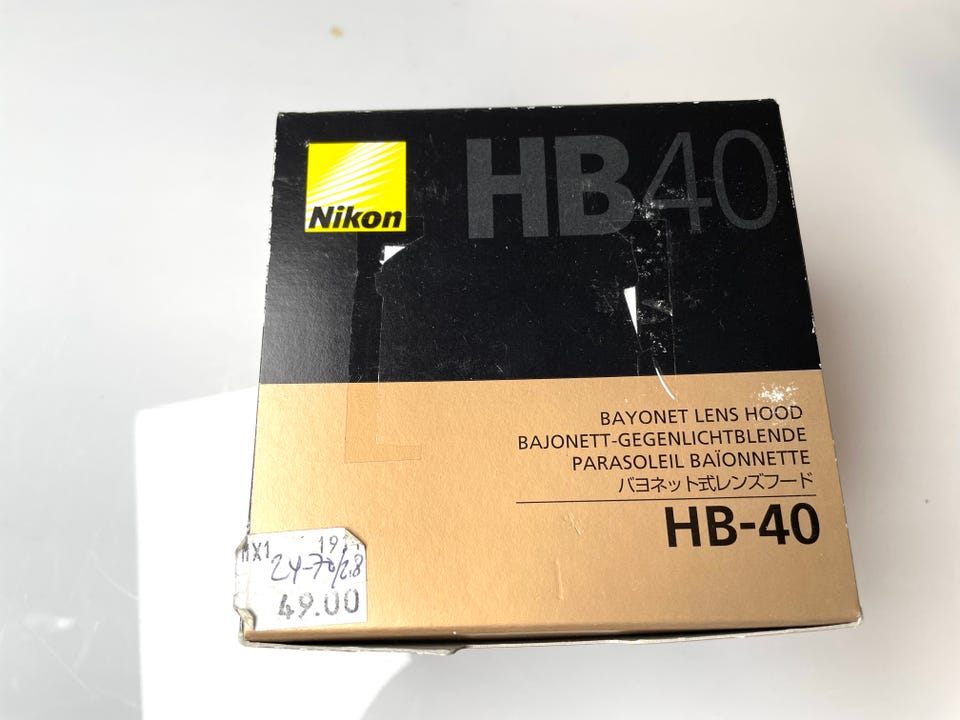 Nikon
HB40
BAYONET LENS HOOD
BAJONETT-GEGENLICHTBLENDE
PARASOLEIL BAÏONNETTE
バヨネット式レンズフード
HB-40
24-70/2.8
49.00